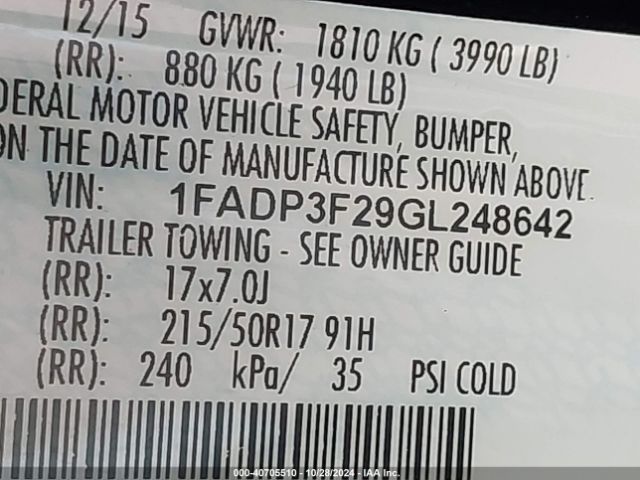 12/15 GVWR: 1810 KG ( 3990 LB)
(RR): 880 KG ( 1940 LB)
DERAL MOTOR VEHICLE SAFETY, BUMPER,
ON THE DATE OF MANUFACTURE SHOWN ABOVE.
VIN: 1FADP3F29GL248642
TRAILER TOWING - SEE OWNER GUIDE
(RR): 17x7.0J
(RR): 215/50R17 91H
(RR): 240 kPa/ 35 PSI COLD
000-40705510 - 10/28/2024 - IAA Inc.